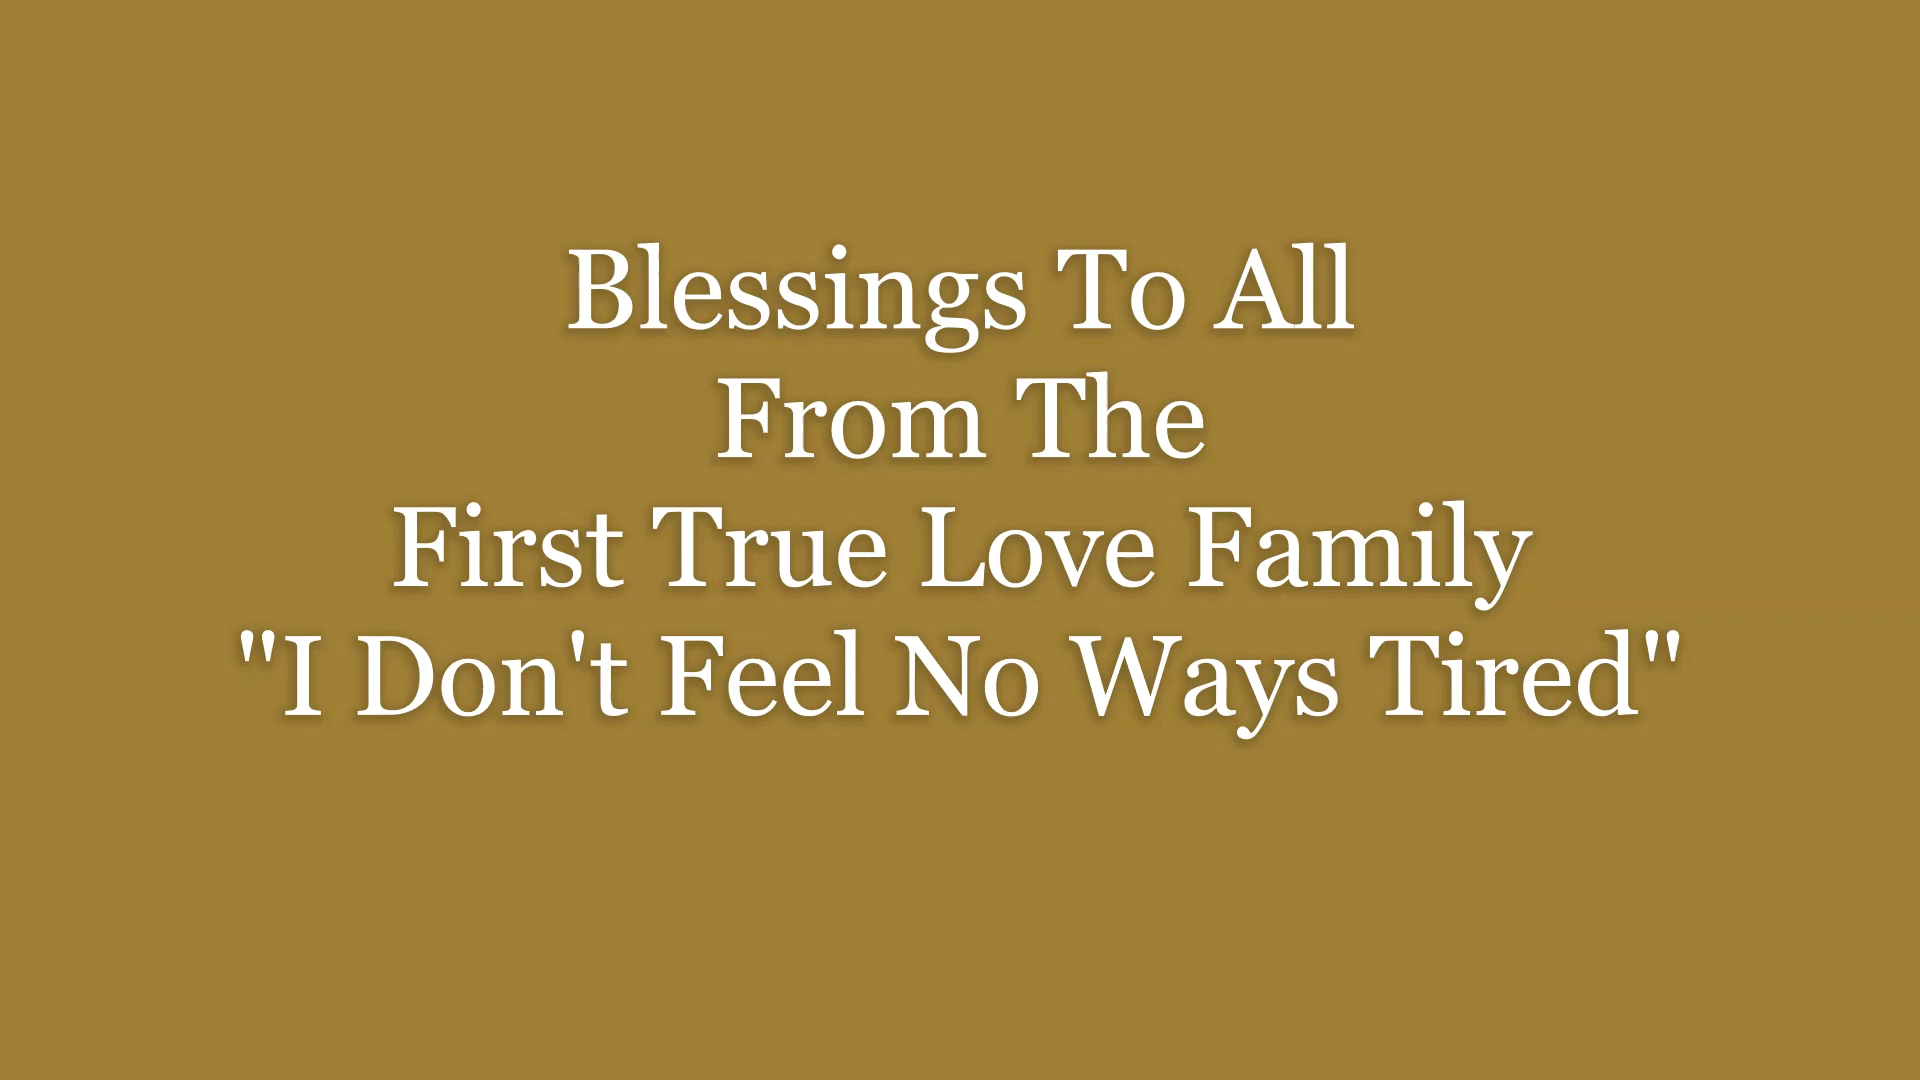 Blessings To All
From The
First True Love Family
"I Don't Feel No Ways Tired"